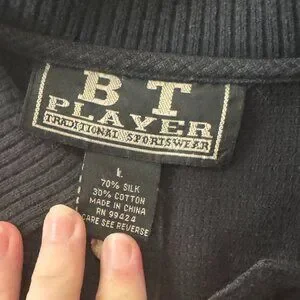 B T
PLAYER
TRADITIONAL SPORTSWEAR
L
70% SILK
30% COTTON
MADE IN CHINA
RN 99424
CARE SEE REVERSE